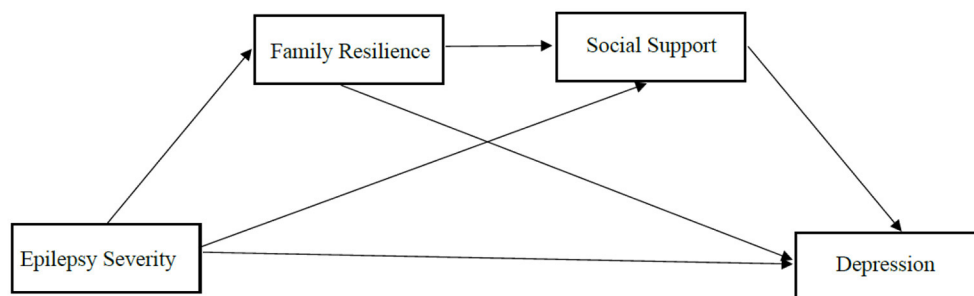 Family Resilience
Social Support
Epilepsy Severity
Depression